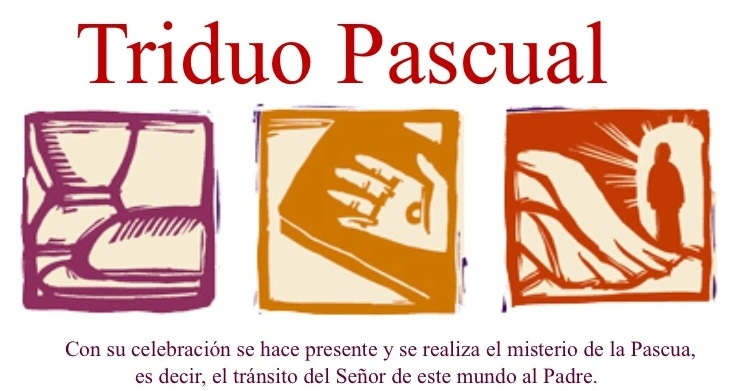 Triduo Pascual
Con su celebración se hace presente y se realiza el misterio de la Pascua,
es decir, el tránsito del Señor de este mundo al Padre.